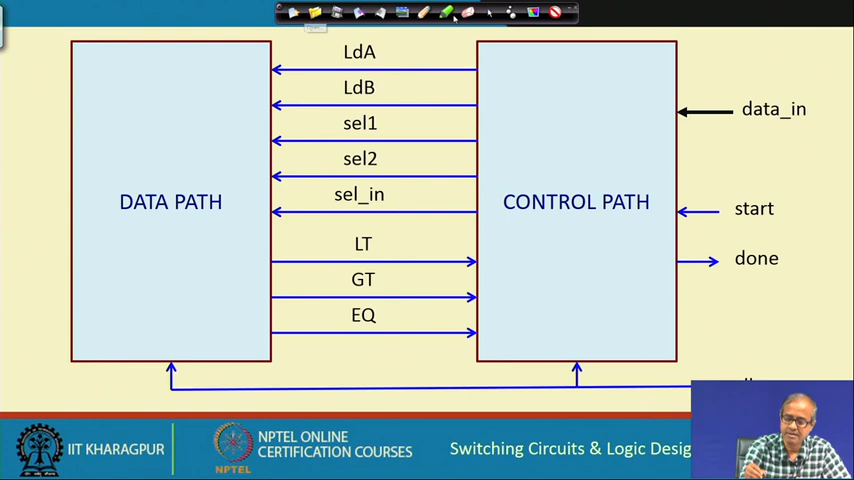 LdA
LdB
sel1
data_in
sel2
DATA PATH
sel_in
CONTROL PATH
start
LT
done
GT
EQ
IIT KHARAGPUR
NPTEL
NPTEL ONLINE
CERTIFICATION COURSES
Switching Circuits & Logic Desig